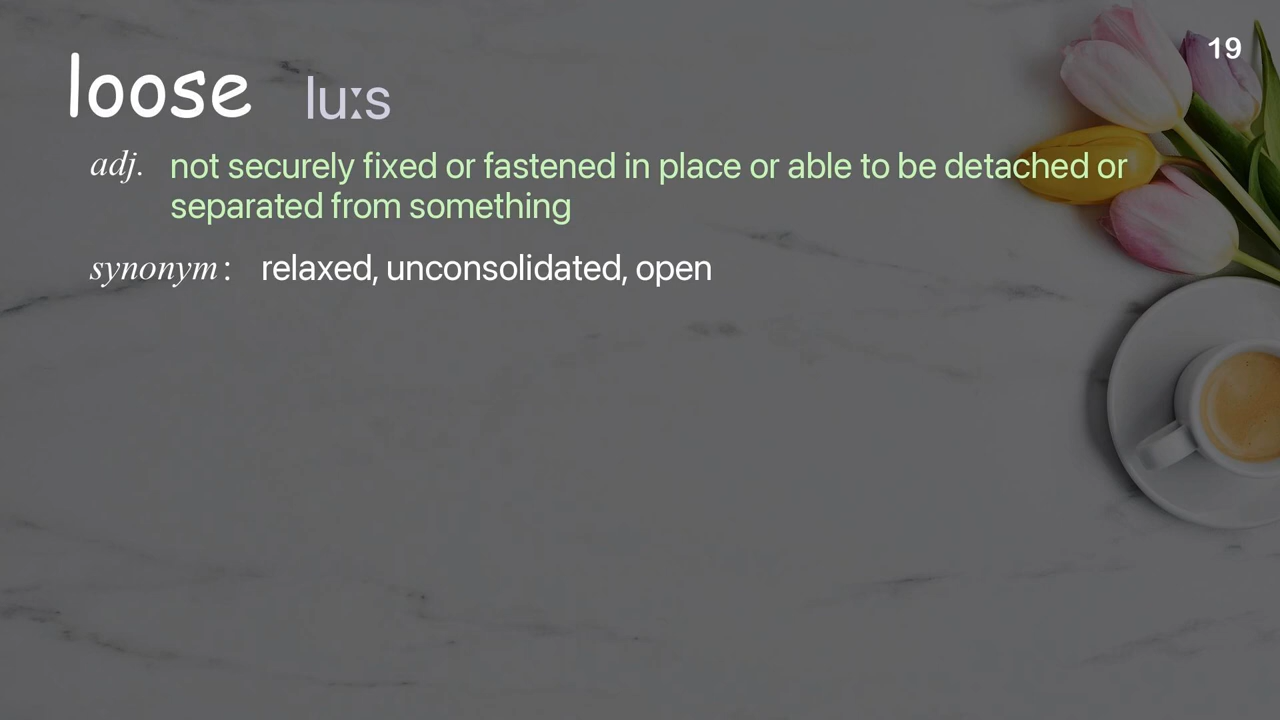 19
loose luːs
adj. not securely fixed or fastened in place or able to be detached or
separated from something
synonym: relaxed, unconsolidated, open